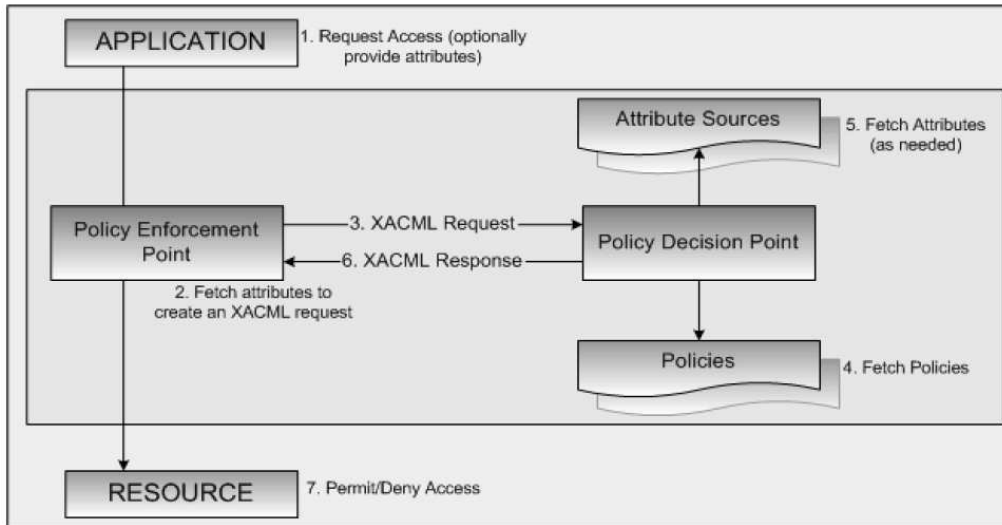 APPLICATION
1. Request Access (optionally
provide attributes)
Attribute Sources
5. Fetch Attributes
(as needed)
Policy Enforcement
Point
3. XACML Request
6. XACML Response
Policy Decision Point
2. Fetch attributes to
create an XACML request
Policies
4. Fetch Policies
RESOURCE
7. Permit/Deny Access